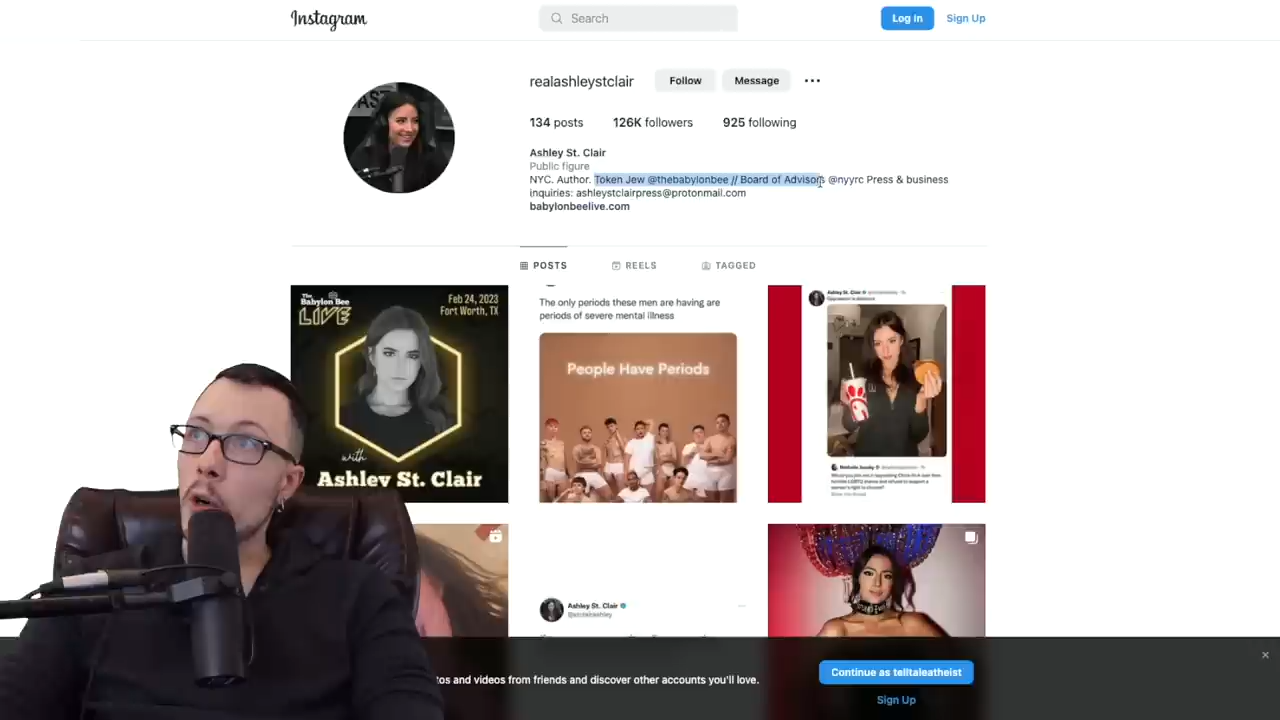 Instagram
Search
Log in
Sign Up
realashleystclair
Follow
Message
134 posts
126K followers
925 following
Ashley St. Clair
Public figure
NYC. Author. Token Jew @thebabylonbee // Board of Advisors @nyyrc Press & business
inquiries: ashleystclairpress@protonmail.com
babylonbeelive.com
POSTS
REELS
TAGGED
The
Babylon Bee
LIVE
Feb 24, 2023
Fort Worth, TX
with
Ashley St. Clair
The only periods these men are having are
periods of severe mental illness
People Have Periods
Ashley St. Clair
Ashley St. Clair
@stclairashley
tos and videos from friends and discover other accounts you'll love.
Continue as telltaleatheist
Sign Up